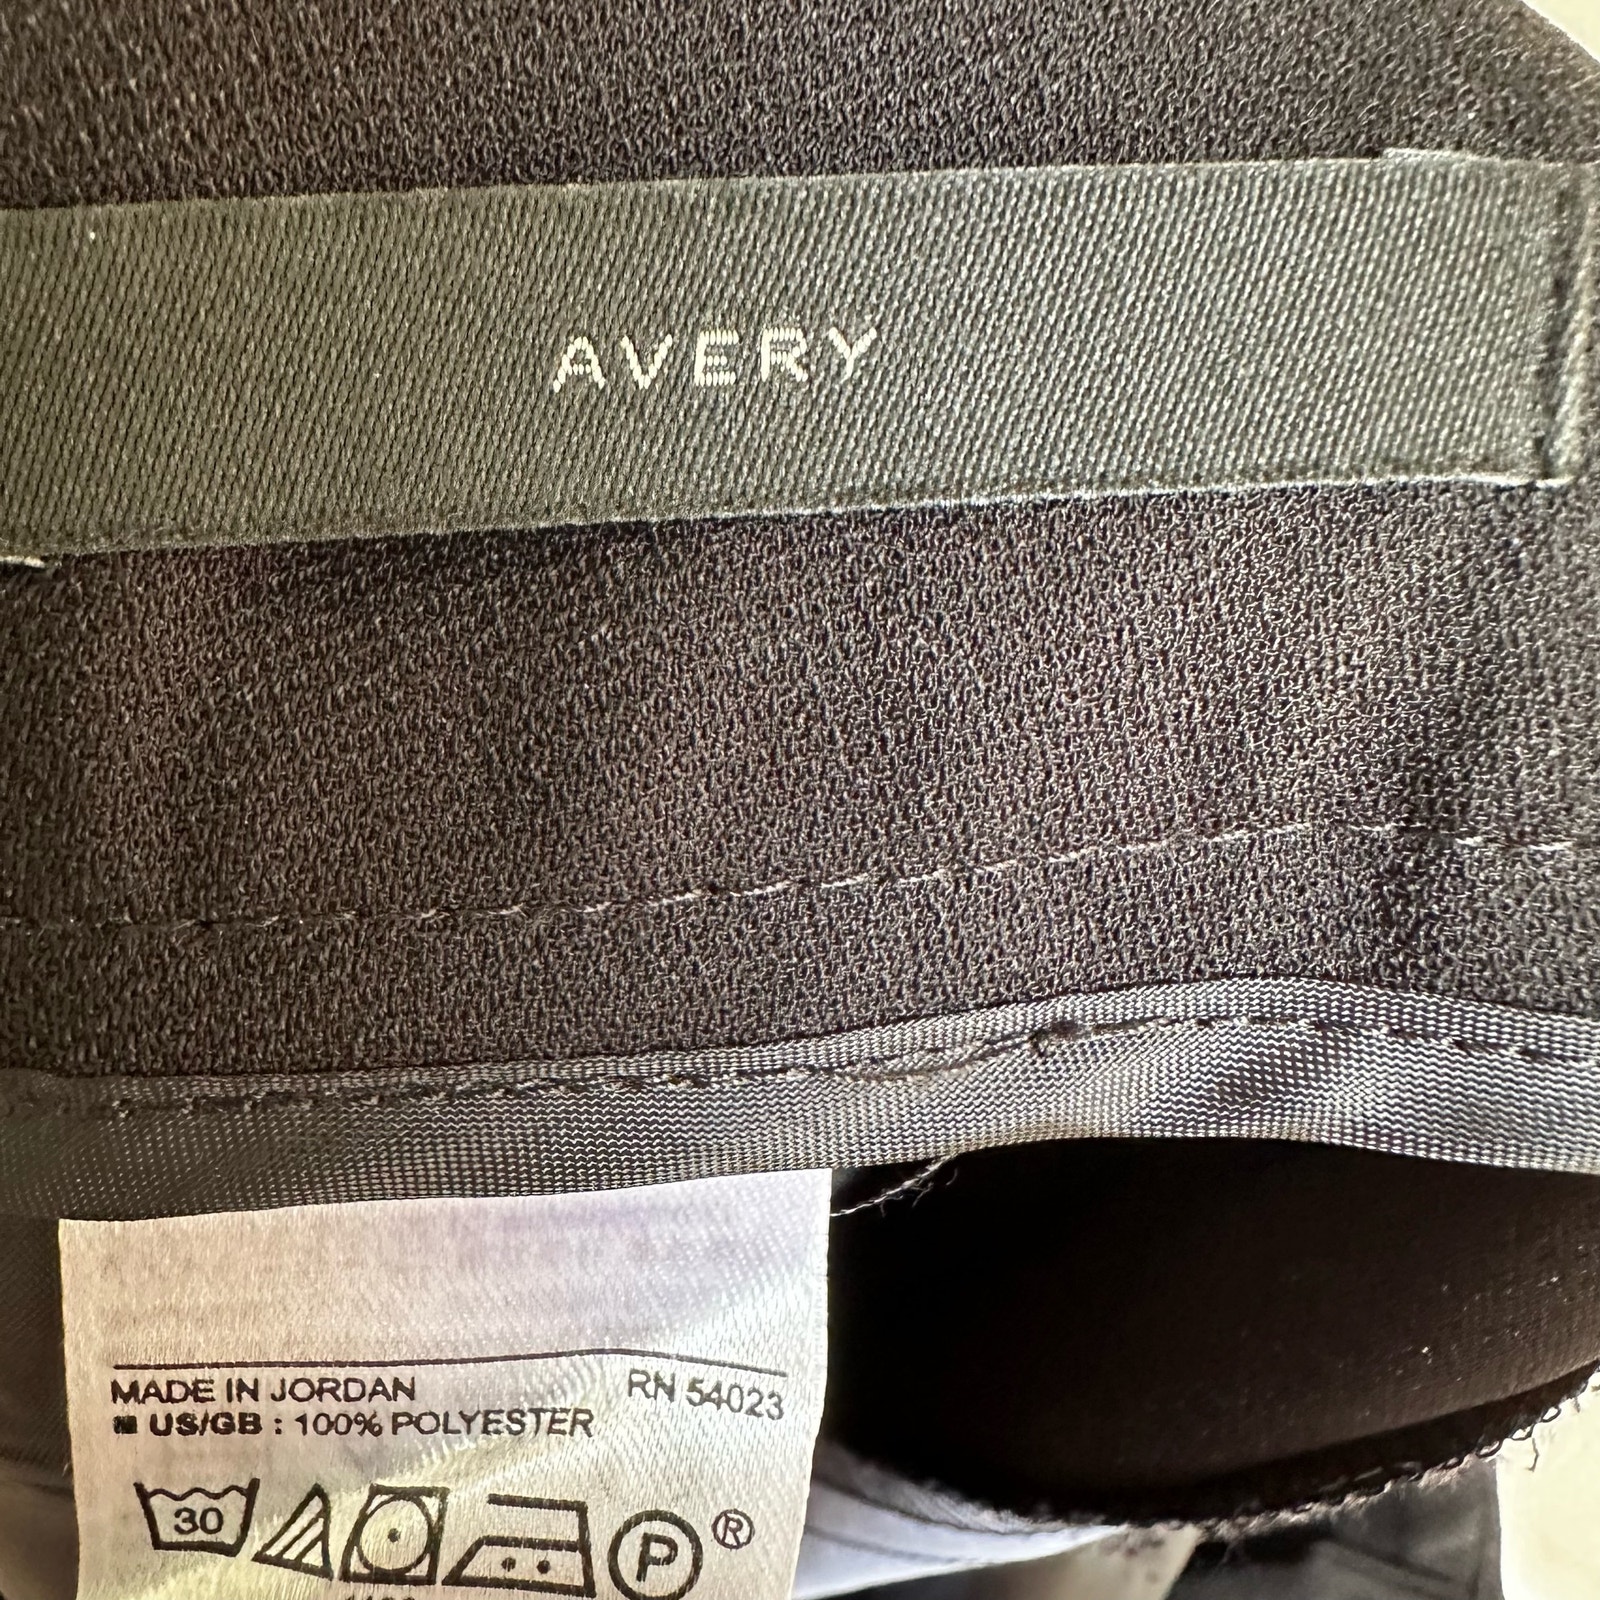 AVERY
MADE IN JORDAN RN 54023
US/GB : 100% POLYESTER
30 P ®